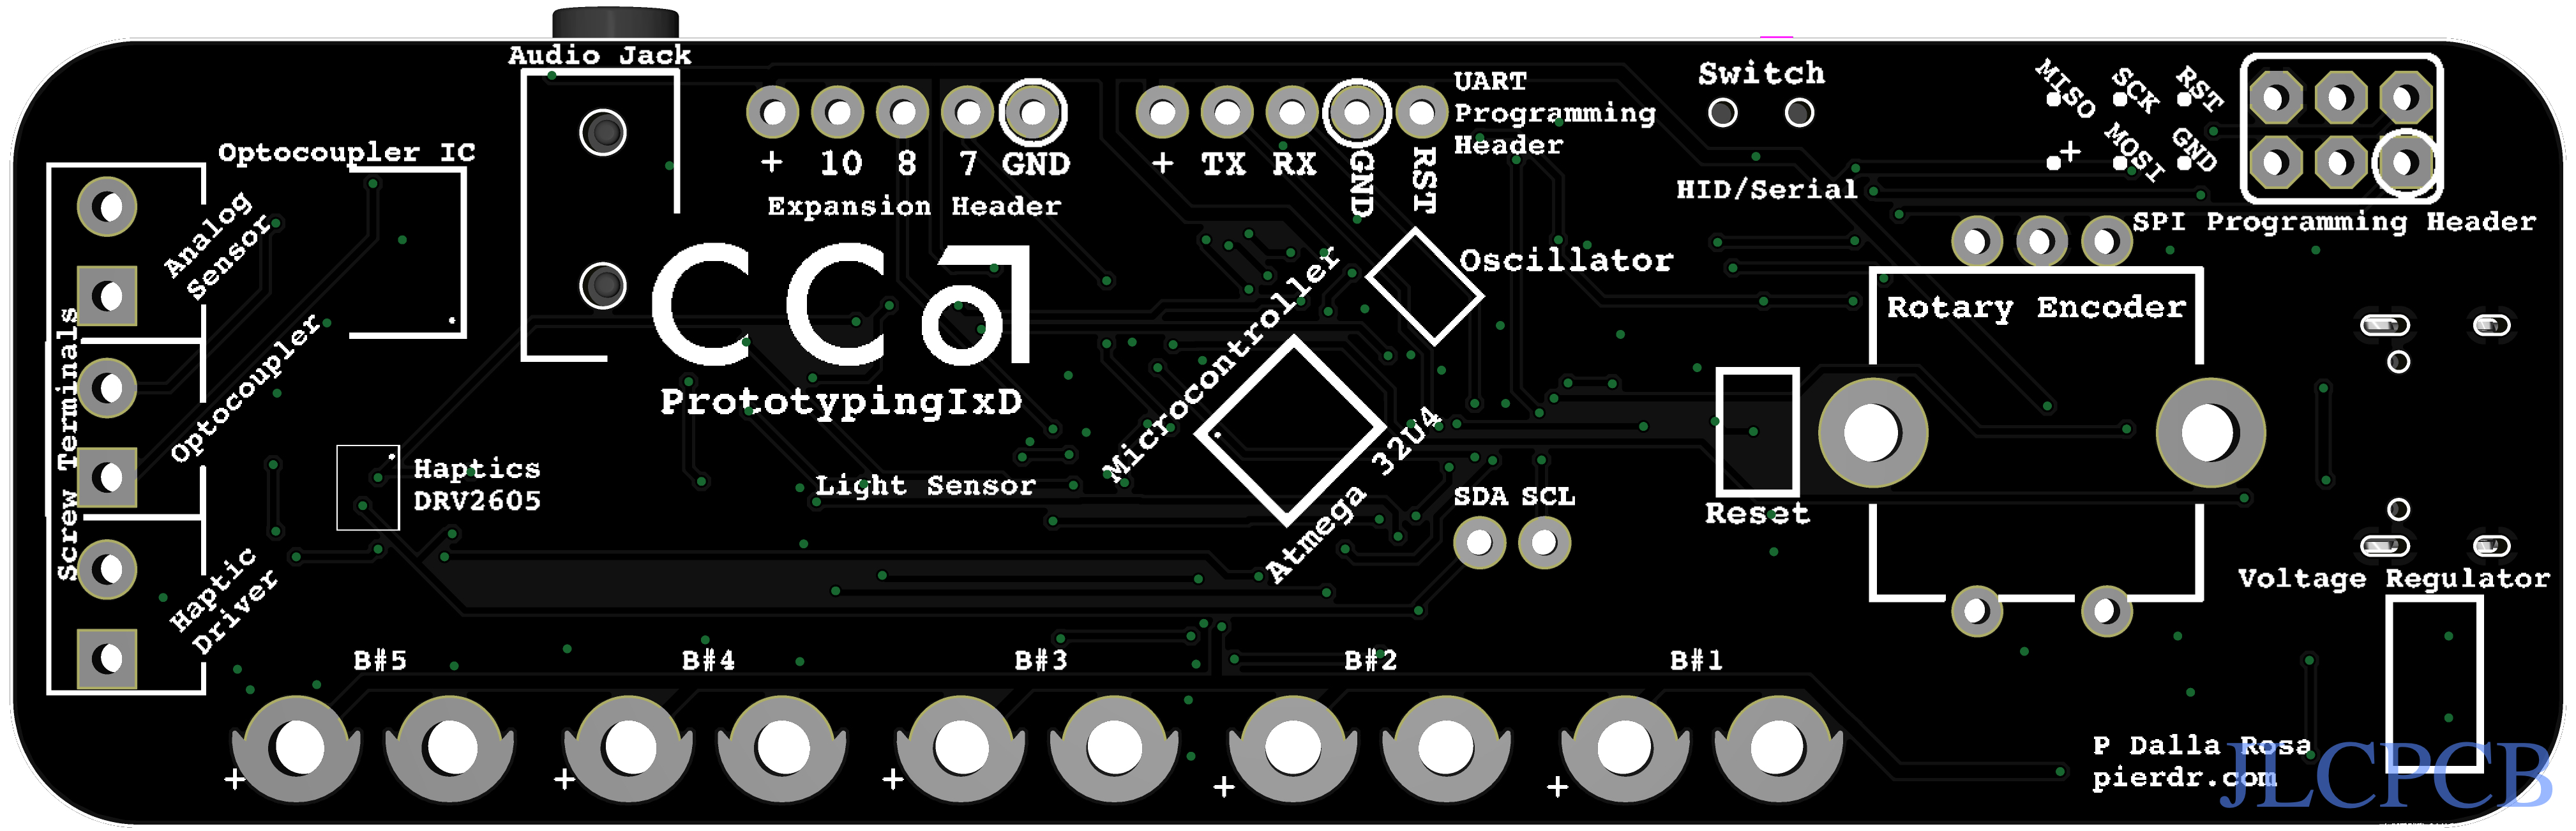 Audio Jack
UART
Programming
Header
Switch
MISO
SCK
RST
+
MOSI
GND
+ 10 8 7 GND
Expansion Header
+ TX RX GND RST
HID/Serial
SPI Programming Header
Optocoupler IC
Analog
Sensor
Screw Terminals
Optocoupler
Haptic
Driver
CCa
PrototypingIxD
Microcontroller
Atmega 32U4
Oscillator
Rotary Encoder
Haptics
DRV2605
Light Sensor
SDA SCL
Reset
Voltage Regulator
B#5 B#4 B#3 B#2 B#1
+ + + + +
P Dalla Rosa
pierdr.com
JLCPCB